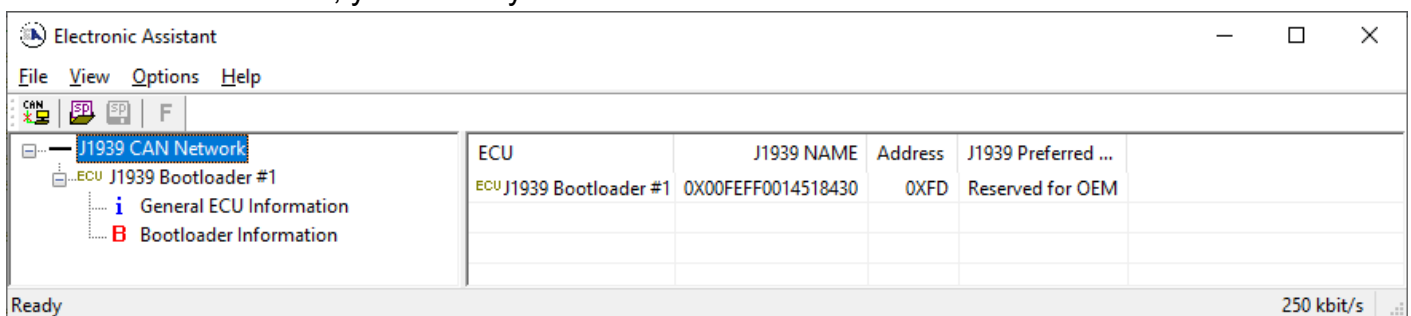 Electronic Assistant
File View Options Help
CAN SP SP F
J1939 CAN Network
ECU J1939 Bootloader #1
i General ECU Information
B Bootloader Information
ECU J1939 NAME Address J1939 Preferred ...
ECU J1939 Bootloader #1 0X00FEFF0014518430 0XFD Reserved for OEM
Ready 250 kbit/s